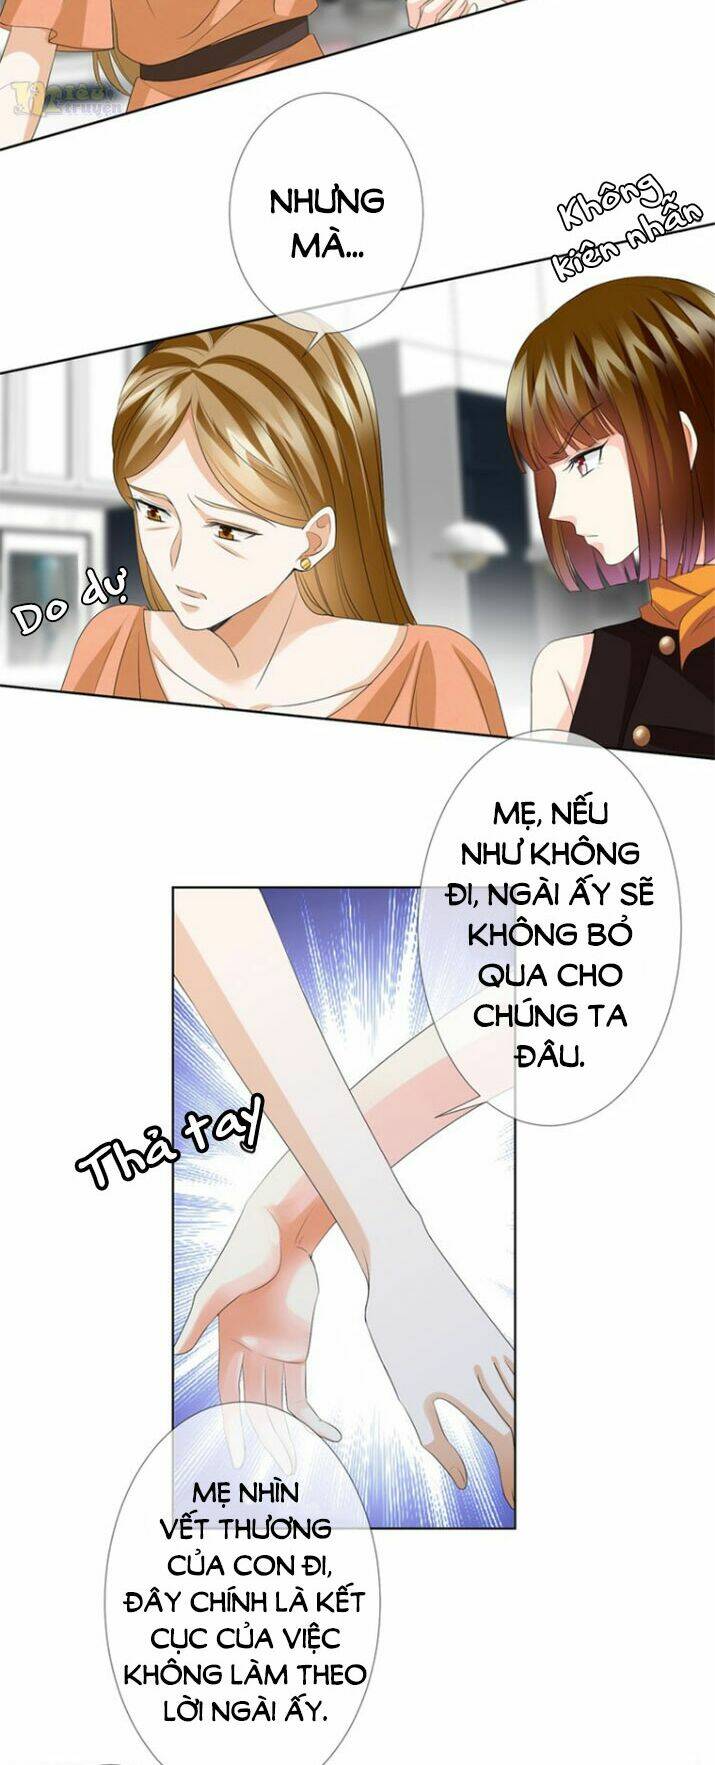 Tiêu
truyện
NHƯNG
MÀ...
Không
kiên nhẫn
Do dự
MẸ, NẾU
NHƯ KHÔNG
ĐI, NGÀI ẤY SẼ
KHÔNG BỎ
QUA CHO
CHÚNG TA
ĐÂU.
Thả tay
MẸ NHÌN
VẾT THƯƠNG
CỦA CON ĐI,
ĐÂY CHÍNH LÀ KẾT
CỤC CỦA VIỆC
KHÔNG LÀM THEO
LỜI NGÀI ẤY.